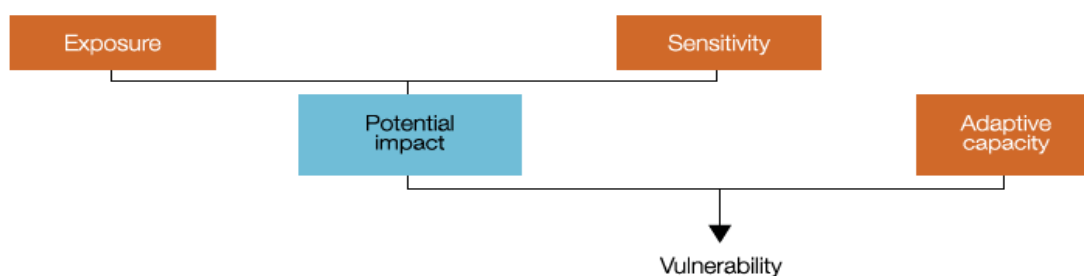 Exposure
Sensitivity
Potential
impact
Adaptive
capacity
Vulnerability